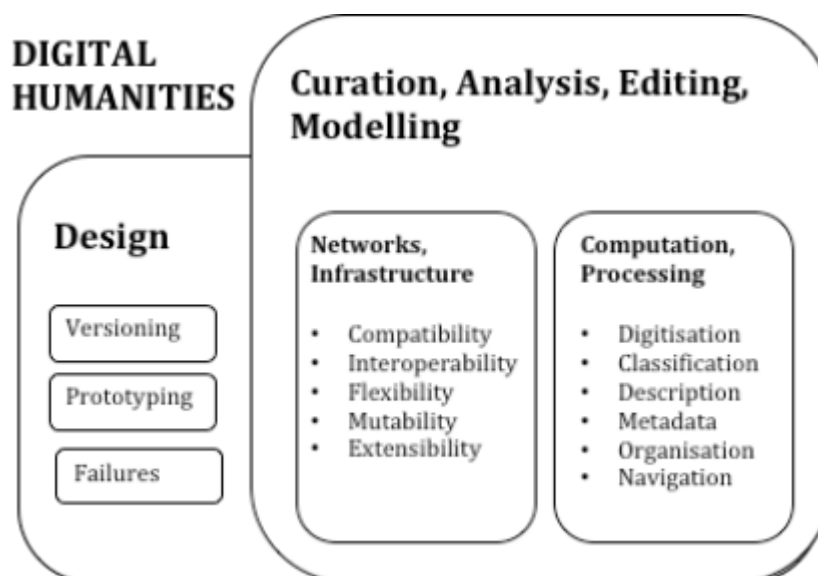 DIGITAL
HUMANITIES
Curation, Analysis, Editing,
Modelling
Design
Versioning
Prototyping
Failures
Networks,
Infrastructure
• Compatibility
• Interoperability
• Flexibility
• Mutability
• Extensibility
Computation,
Processing
• Digitisation
• Classification
• Description
• Metadata
• Organisation
• Navigation